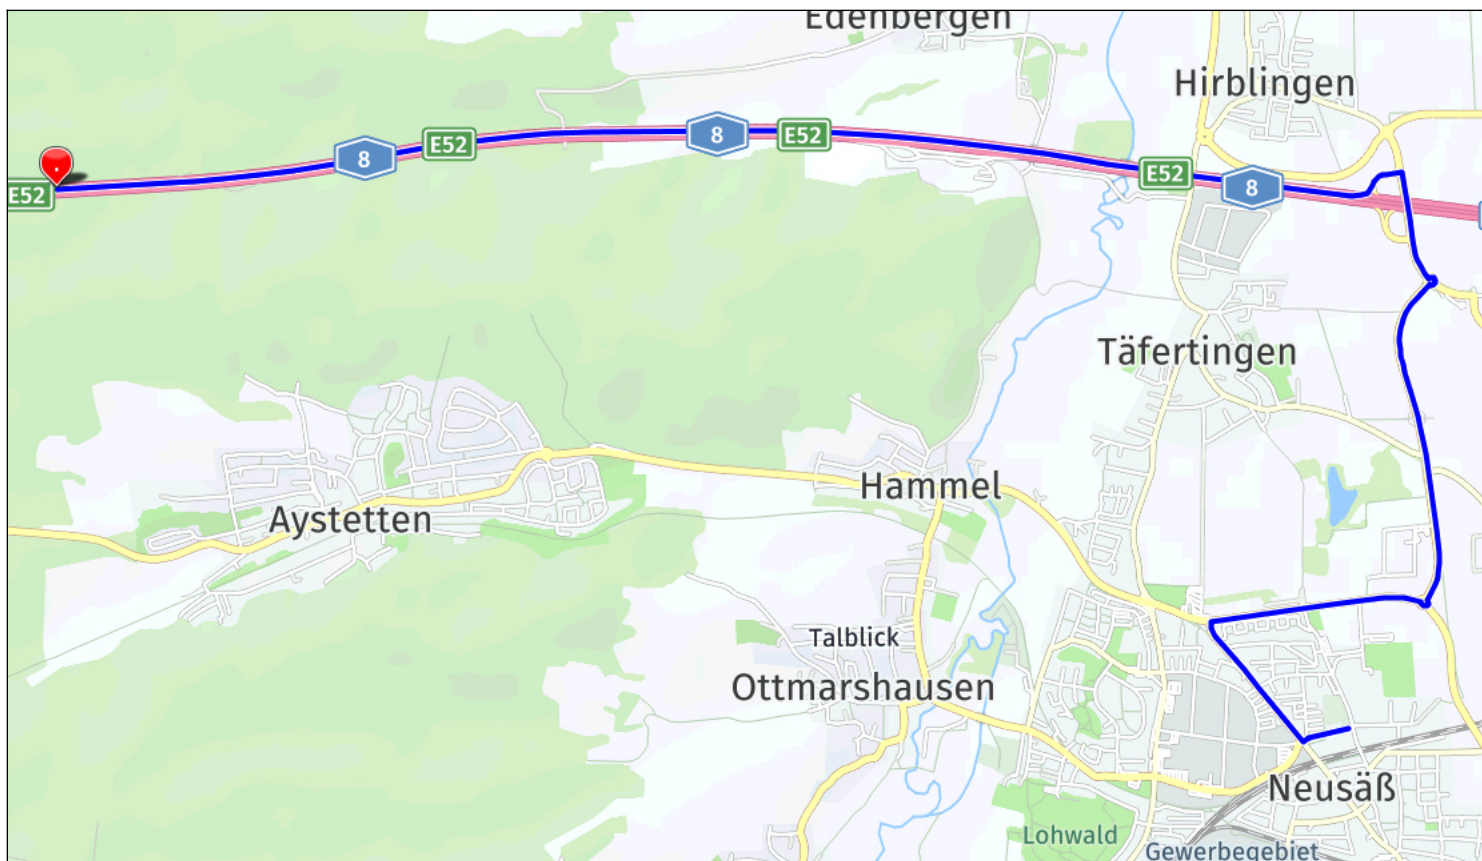 Edenbergen
Hirblingen
8
E52
8
E52
E52
8
E52
Täfertingen
Hammel
Aystetten
Talblick
Ottmarshausen
Neusäß
Lohwald
Gewerbegebiet